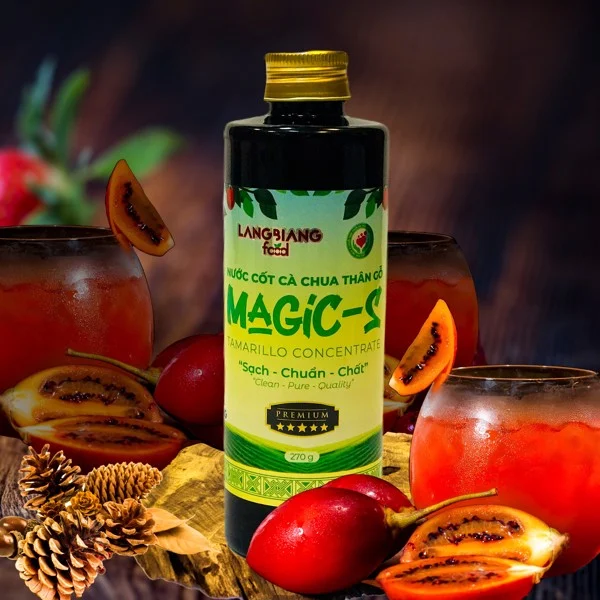 LANGBIANG
food
NƯỚC CỐT CÀ CHUA THÂN GỖ
MAGIC-S
TAMARILLO CONCENTRATE
"Sạch - Chuẩn - Chất"
"Clean - Pure - Quality"
PREMIUM
270 g